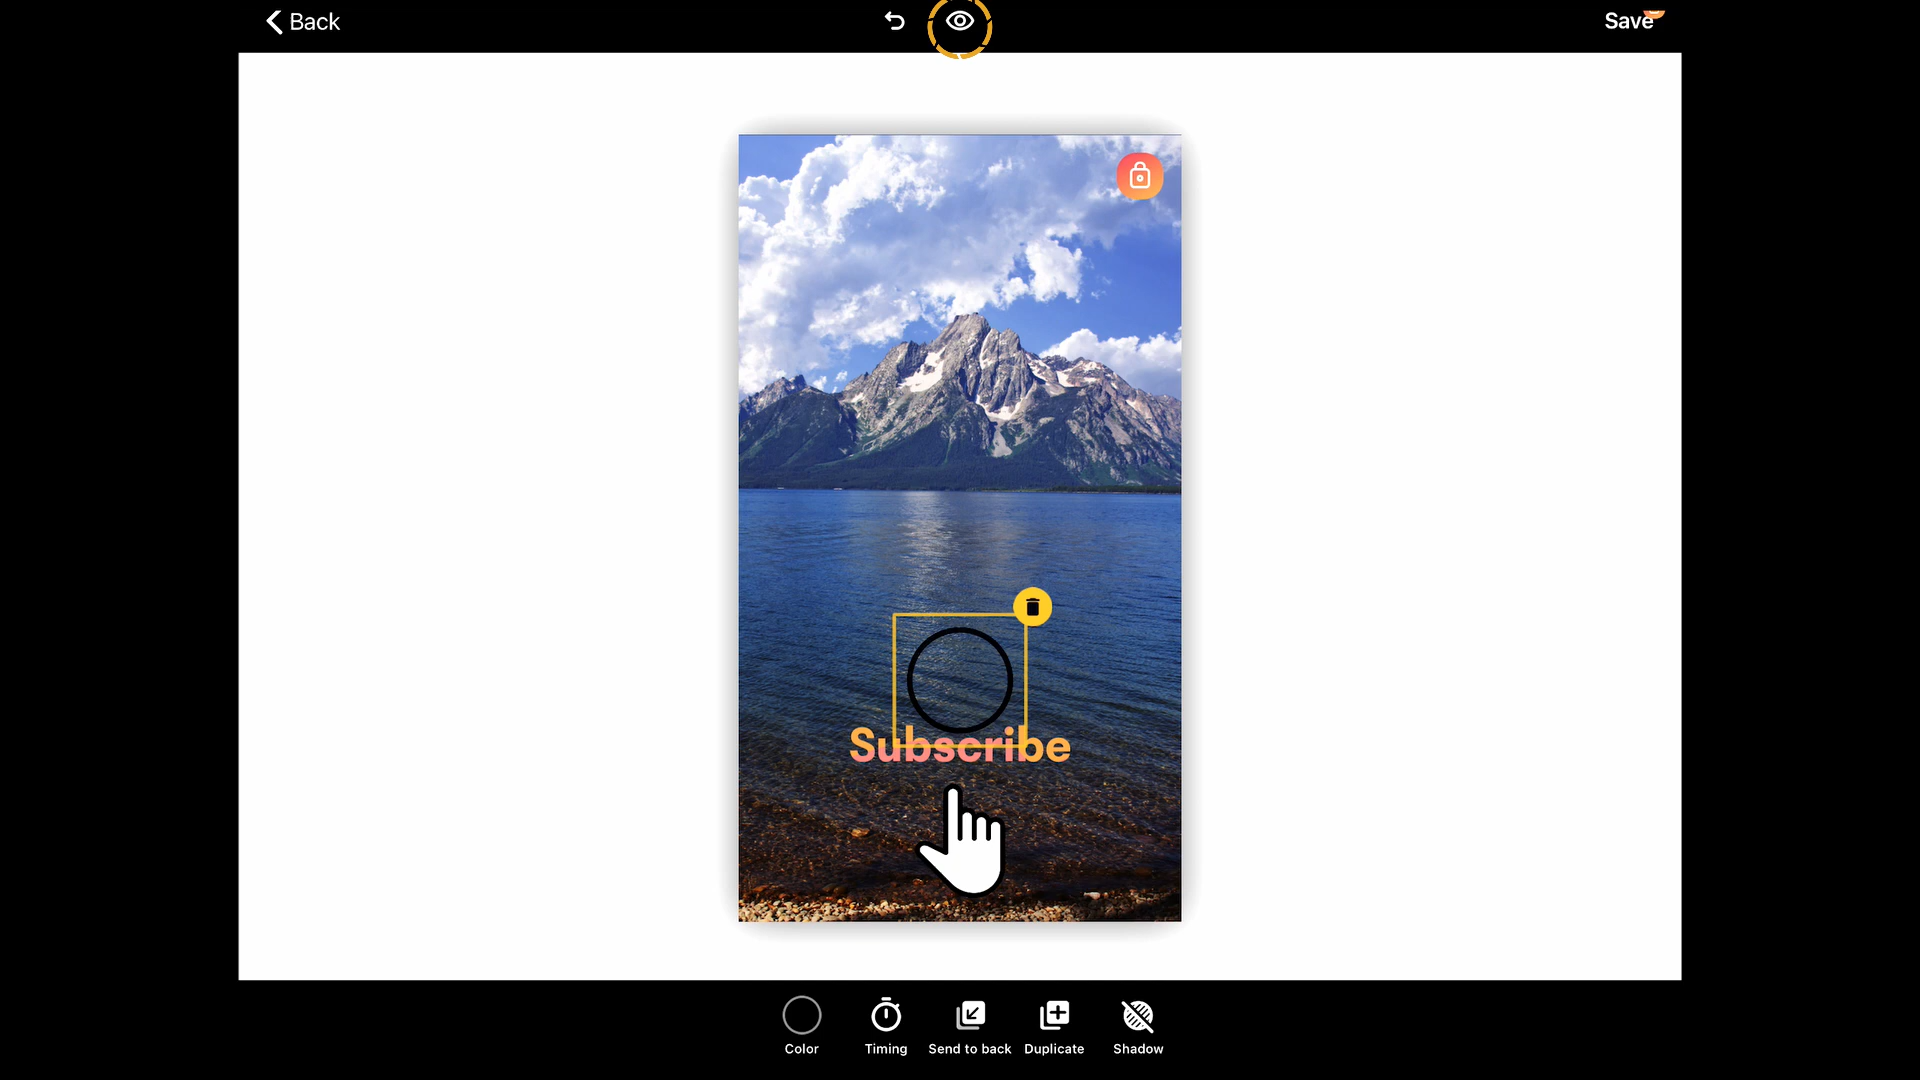 Back
Save
Subscribe
Color
Timing
Send to back
Duplicate
Shadow